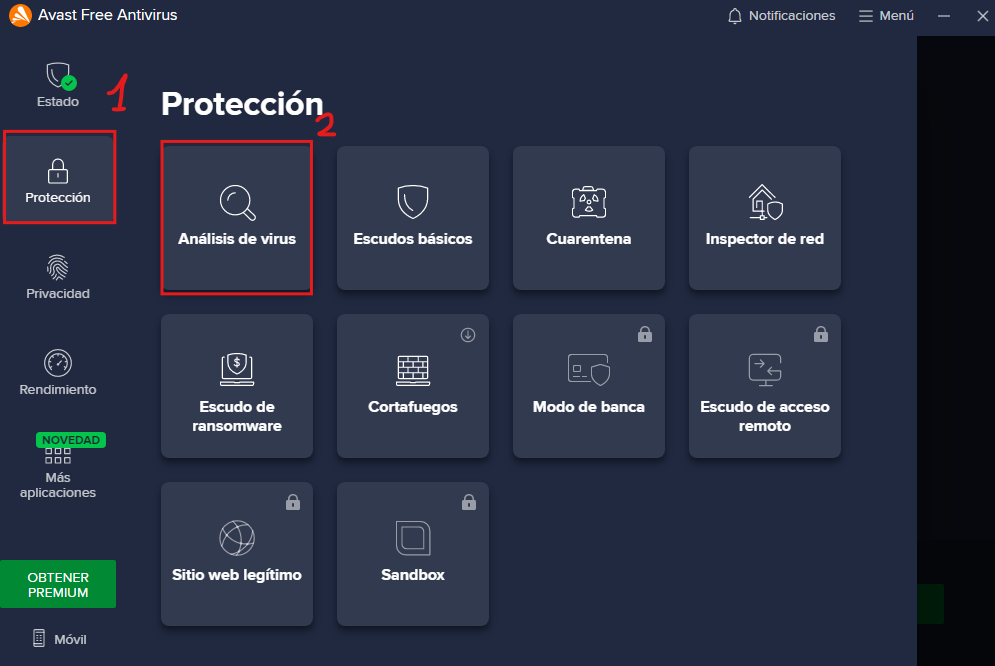 Avast Free Antivirus
Notificaciones
Menú
Estado
1
Protección
2
Protección
Análisis de virus
Escudos básicos
Cuarentena
Inspector de red
Privacidad
Rendimiento
Escudo de
ransomware
Cortafuegos
Modo de banca
Escudo de acceso
remoto
NOVEDAD
Más
aplicaciones
Sitio web legítimo
Sandbox
OBTENER
PREMIUM
Móvil